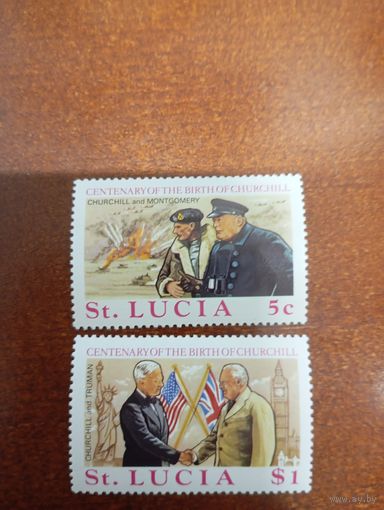 CENTENARY OF THE BIRTH OF CHURCHILL
CHURCHILL and MONTGOMERY
St. LUCIA 5c
CENTENARY OF THE BIRTH OF CHURCHILL
CHURCHILL and TRUMAN
St. LUCIA $1
www.ay.by